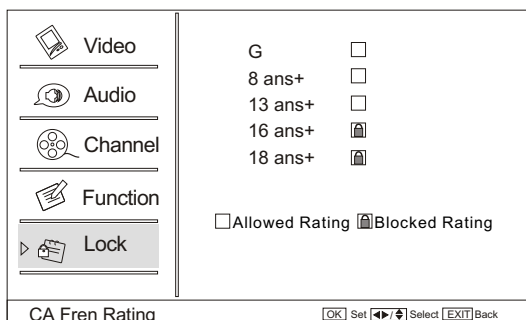 Video
Audio
Channel
Function
Lock
G
8 ans+
13 ans+
16 ans+
18 ans+
Allowed Rating Blocked Rating
CA Fren Rating
OK Set / Select EXIT Back